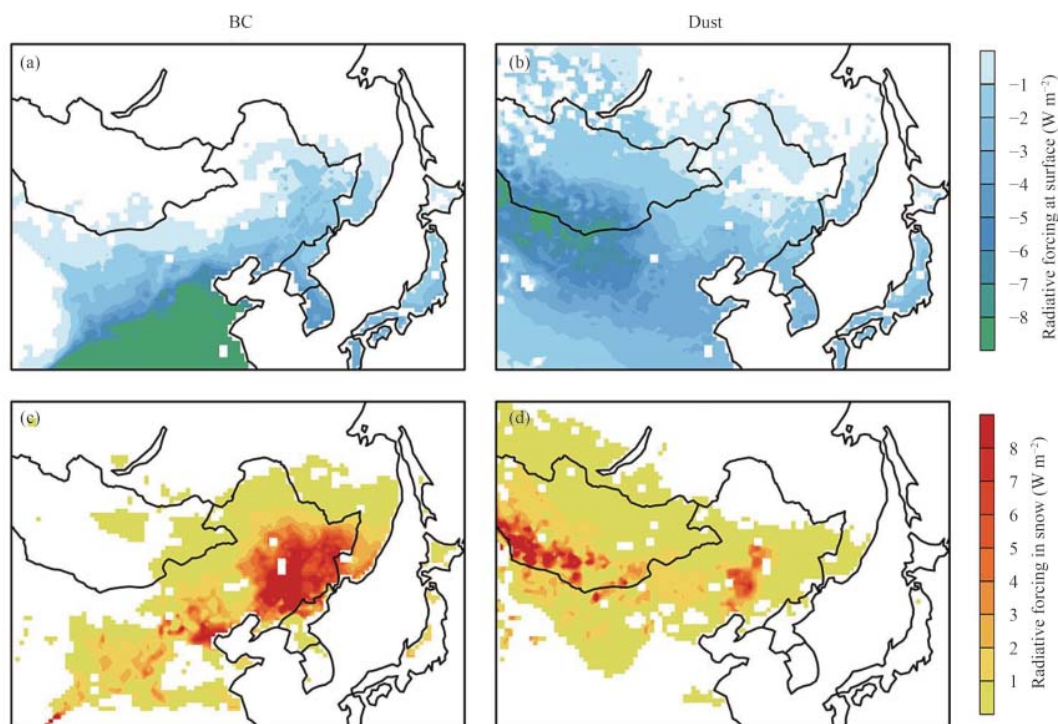 BC
Dust
(a)
(b)
−1
−2
−3
−4
−5
−6
−7
−8
Radiative forcing at surface (W m⁻²)
(c)
(d)
8
7
6
5
4
3
2
1
Radiative forcing in snow (W m⁻²)